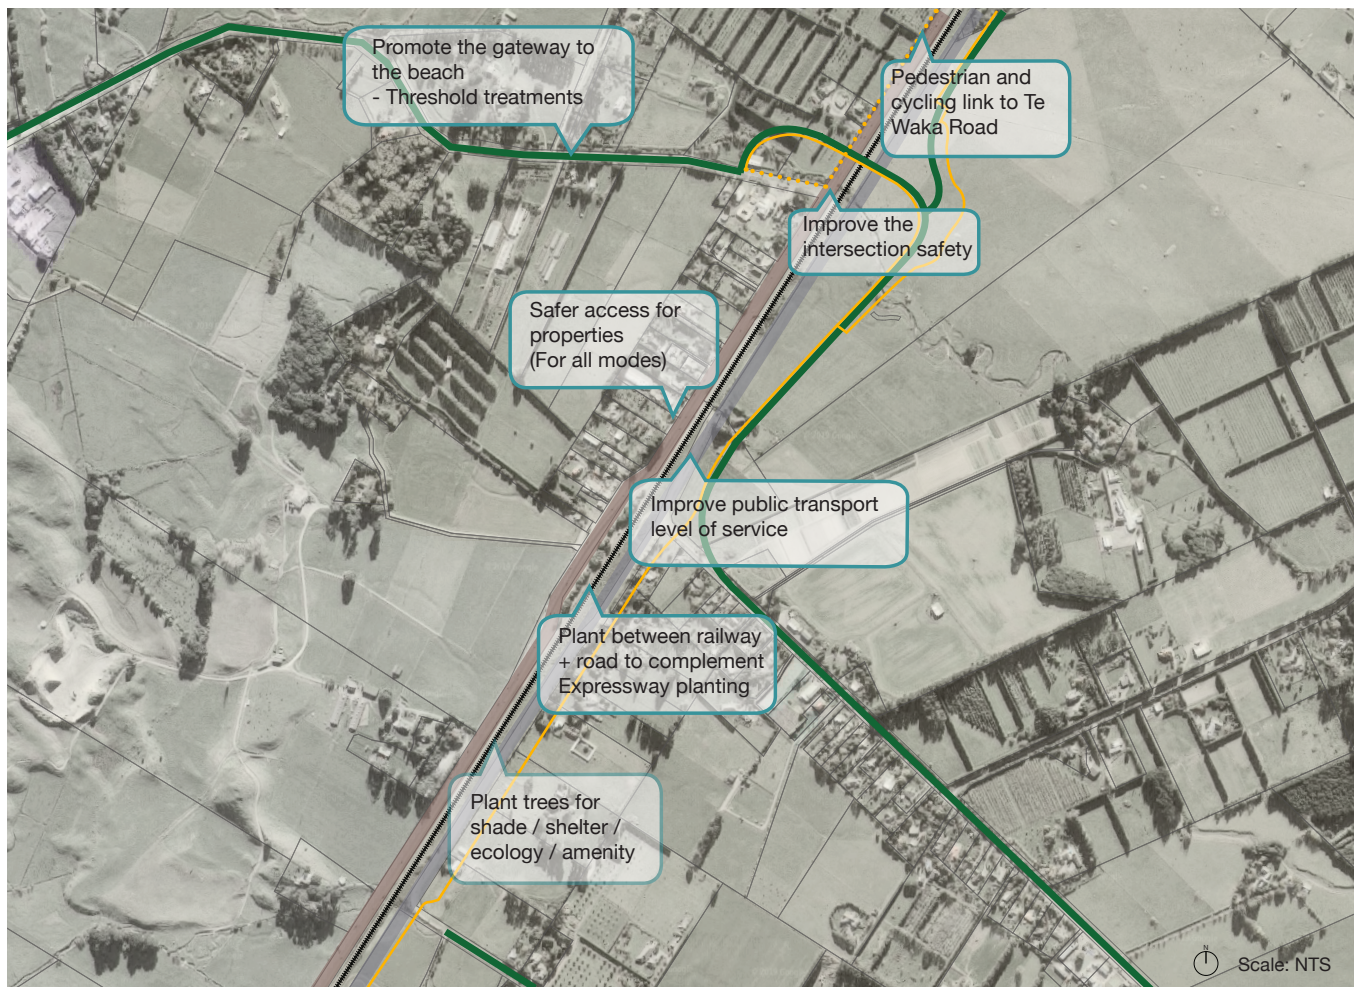 Promote the gateway to
the beach
- Threshold treatments
Pedestrian and
cycling link to Te
Waka Road
Improve the
intersection safety
Safer access for
properties
(For all modes)
Improve public transport
level of service
Plant between railway
+ road to complement
Expressway planting
Plant trees for
shade / shelter /
ecology / amenity
N
Scale: NTS